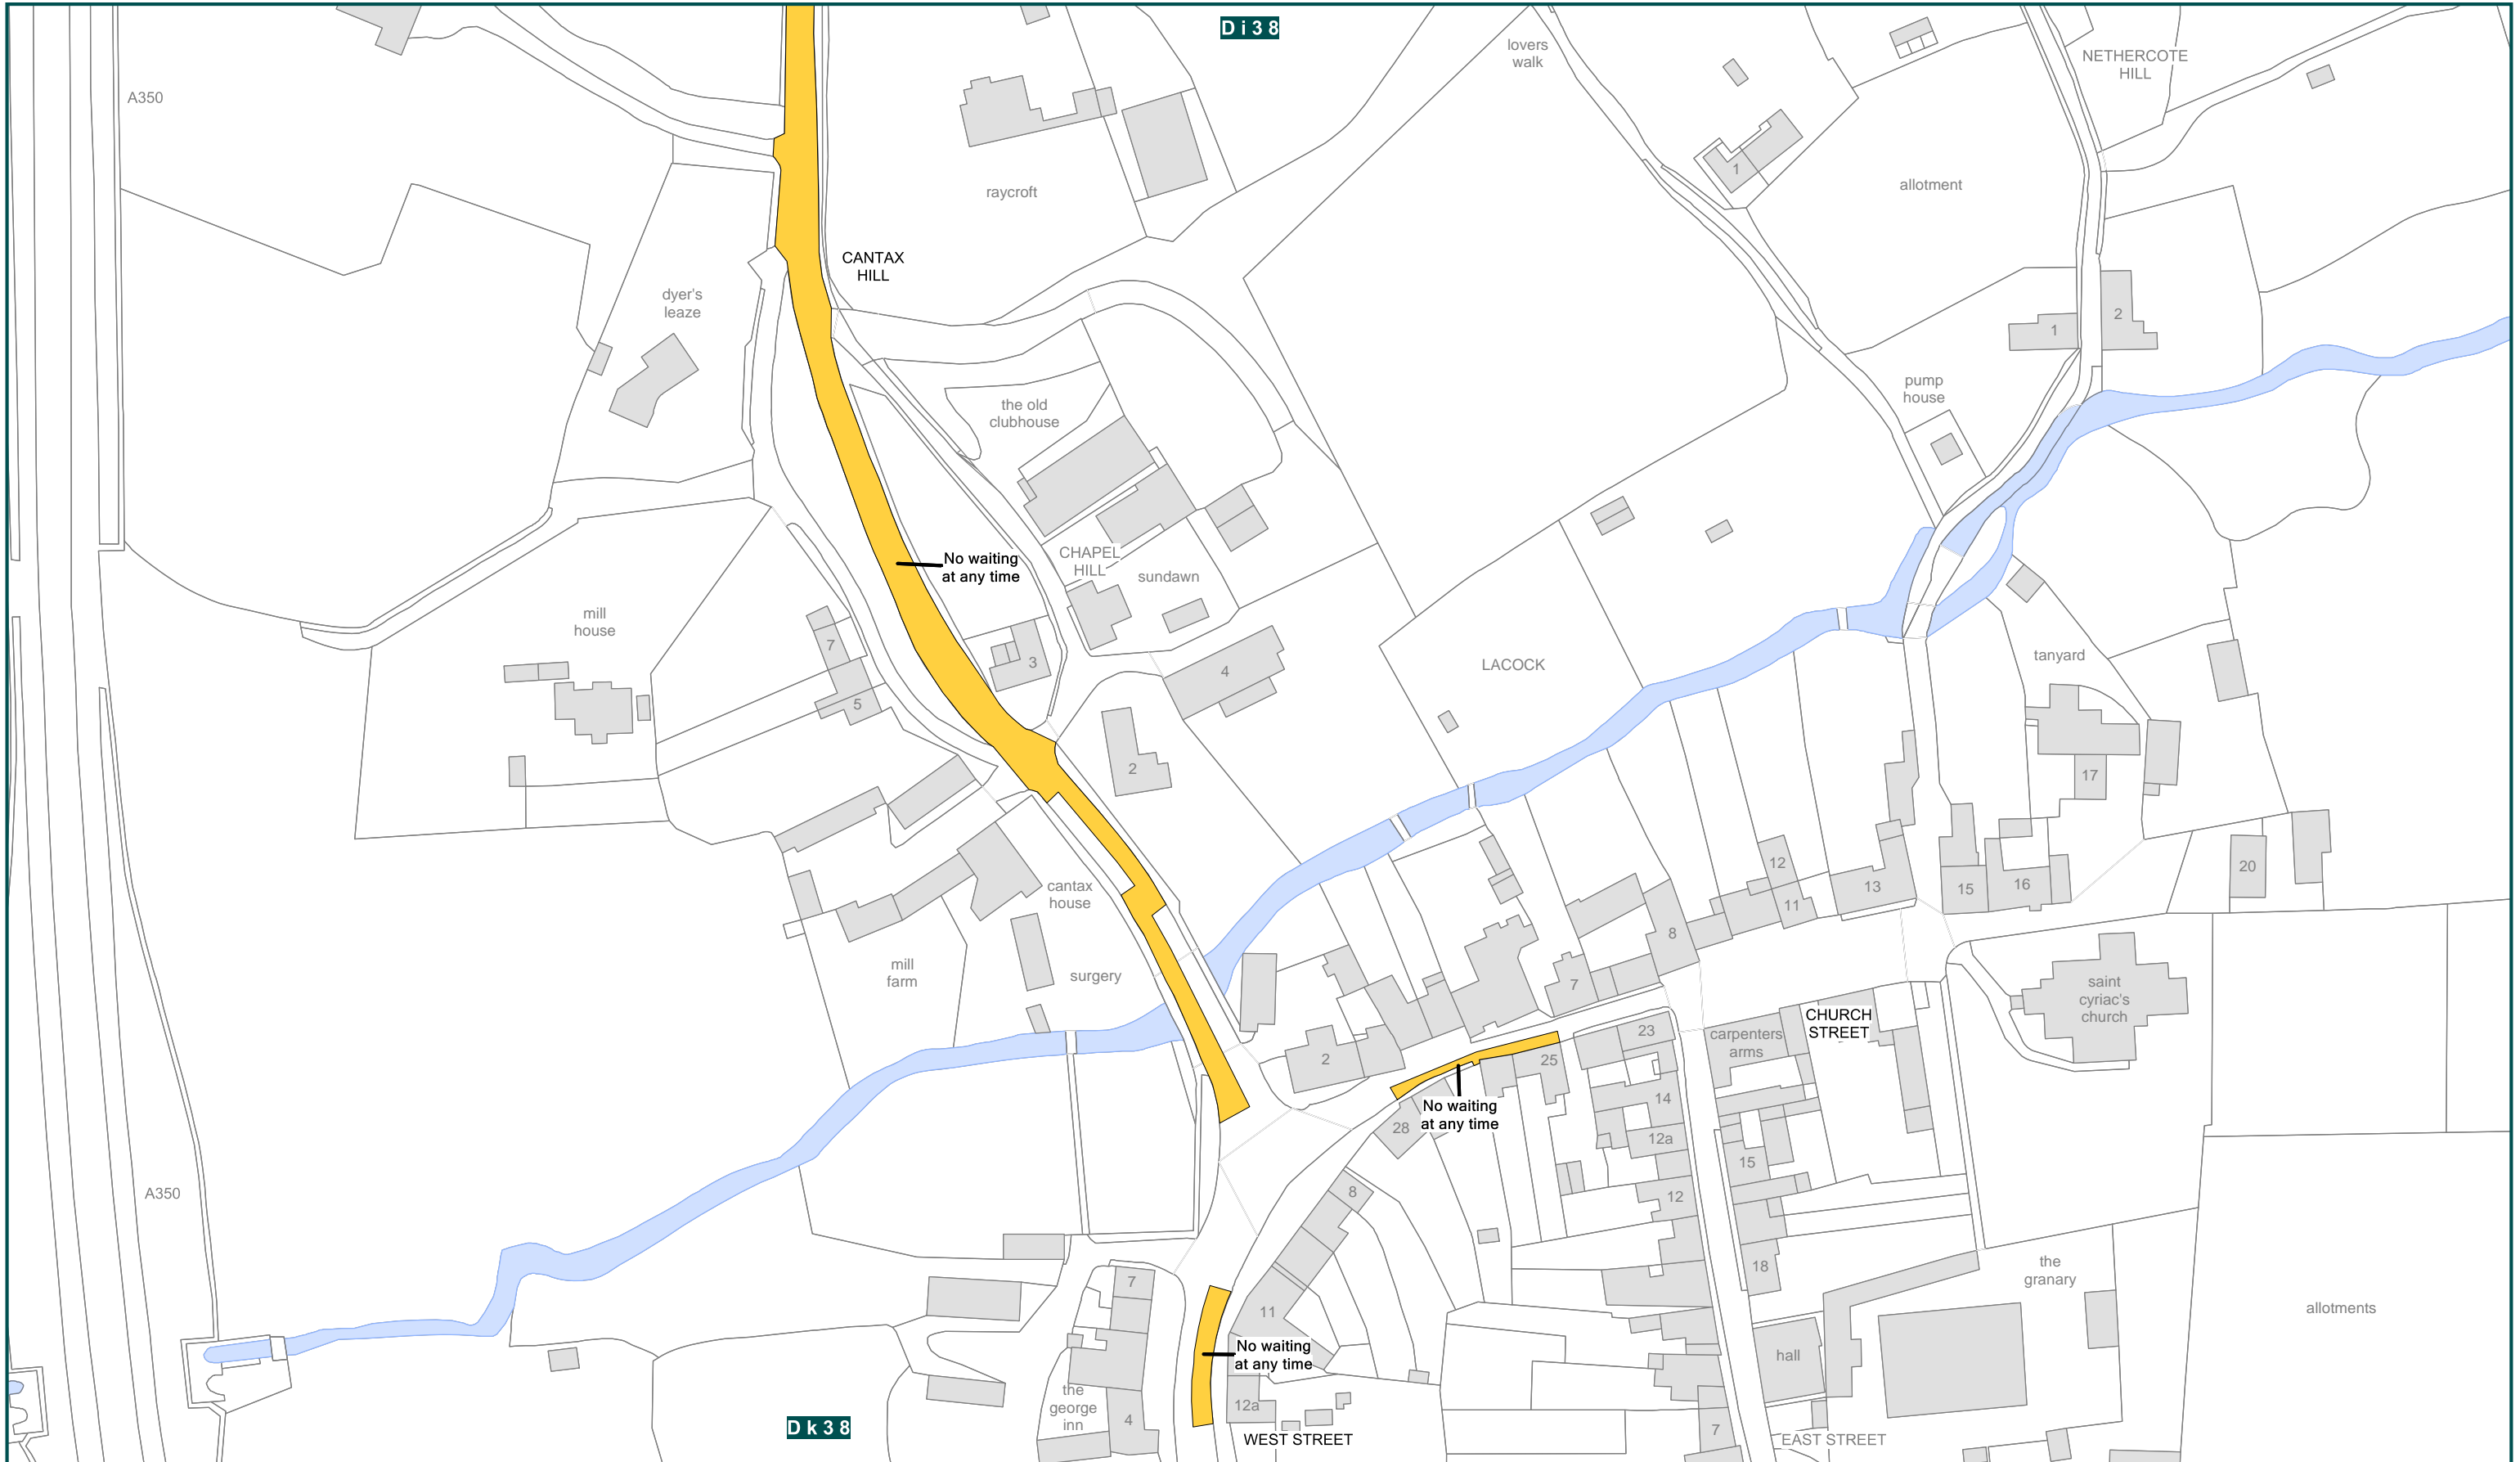 D i 3 8
A350
lovers
walk
NETHERCOTE
HILL
raycroft
1
allotment
CANTAX
HILL
dyer's
leaze
1
2
pump
house
the old
clubhouse
No waiting
at any time
CHAPEL
HILL
sundawn
mill
house
7
3
5
4
2
LACOCK
tanyard
17
12
11
13
15
16
20
cantax
house
8
7
mill
farm
surgery
saint
cyriac's
church
2
25
23
carpenters
arms
CHURCH
STREET
14
No waiting
at any time
28
12a
15
12
8
A350
18
the
granary
7
11
allotments
No waiting
at any time
hall
the
george
inn
4
12a
7
D k 3 8
WEST STREET
EAST STREET